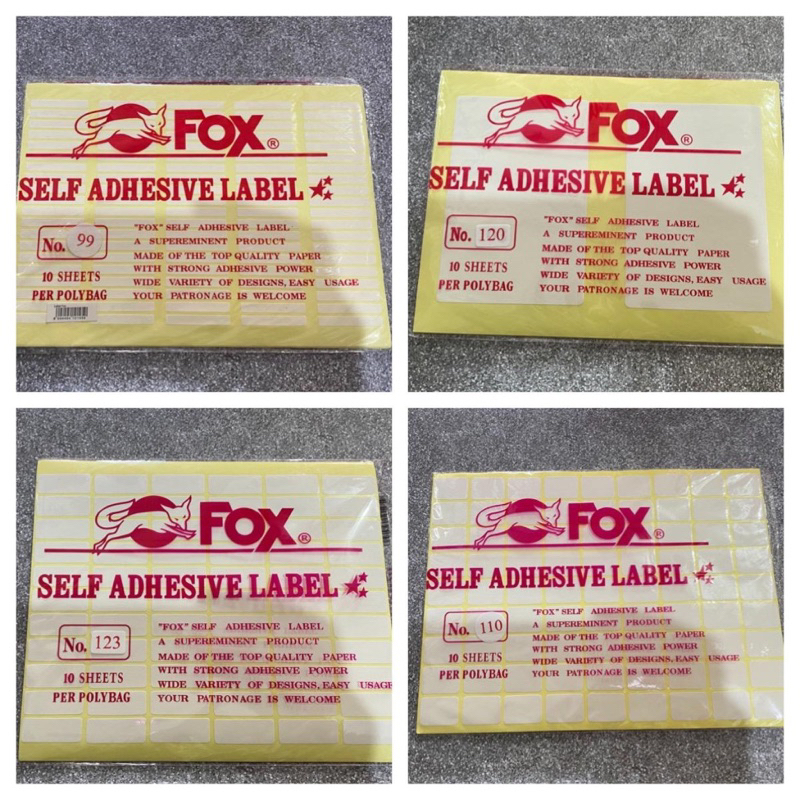 FOX®
SELF ADHESIVE LABEL
No. 99
10 SHEETS
PER POLYBAG
"FOX" SELF ADHESIVE LABEL
A SUPEREMINENT PRODUCT
MADE OF THE TOP QUALITY PAPER
WITH STRONG ADHESIVE POWER
WIDE VARIETY OF DESIGNS, EASY USAGE
YOUR PATRONAGE IS WELCOME
FOX®
SELF ADHESIVE LABEL
No. 120
10 SHEETS
PER POLYBAG
"FOX" SELF ADHESIVE LABEL
A SUPEREMINENT PRODUCT
MADE OF THE TOP QUALITY PAPER
WITH STRONG ADHESIVE POWER
WIDE VARIETY OF DESIGNS, EASY USAGE
YOUR PATRONAGE IS WELCOME
FOX®
SELF ADHESIVE LABEL
No. 123
10 SHEETS
PER POLYBAG
"FOX" SELF ADHESIVE LABEL
A SUPEREMINENT PRODUCT
MADE OF THE TOP QUALITY PAPER
WITH STRONG ADHESIVE POWER
WIDE VARIETY OF DESIGNS, EASY USAGE
YOUR PATRONAGE IS WELCOME
FOX®
SELF ADHESIVE LABEL
No. 110
10 SHEETS
PER POLYBAG
"FOX" SELF ADHESIVE LABEL
A SUPEREMINENT PRODUCT
MADE OF THE TOP QUALITY PAPER
WITH STRONG ADHESIVE POWER
WIDE VARIETY OF DESIGNS, EASY USAGE
YOUR PATRONAGE IS WELCOME